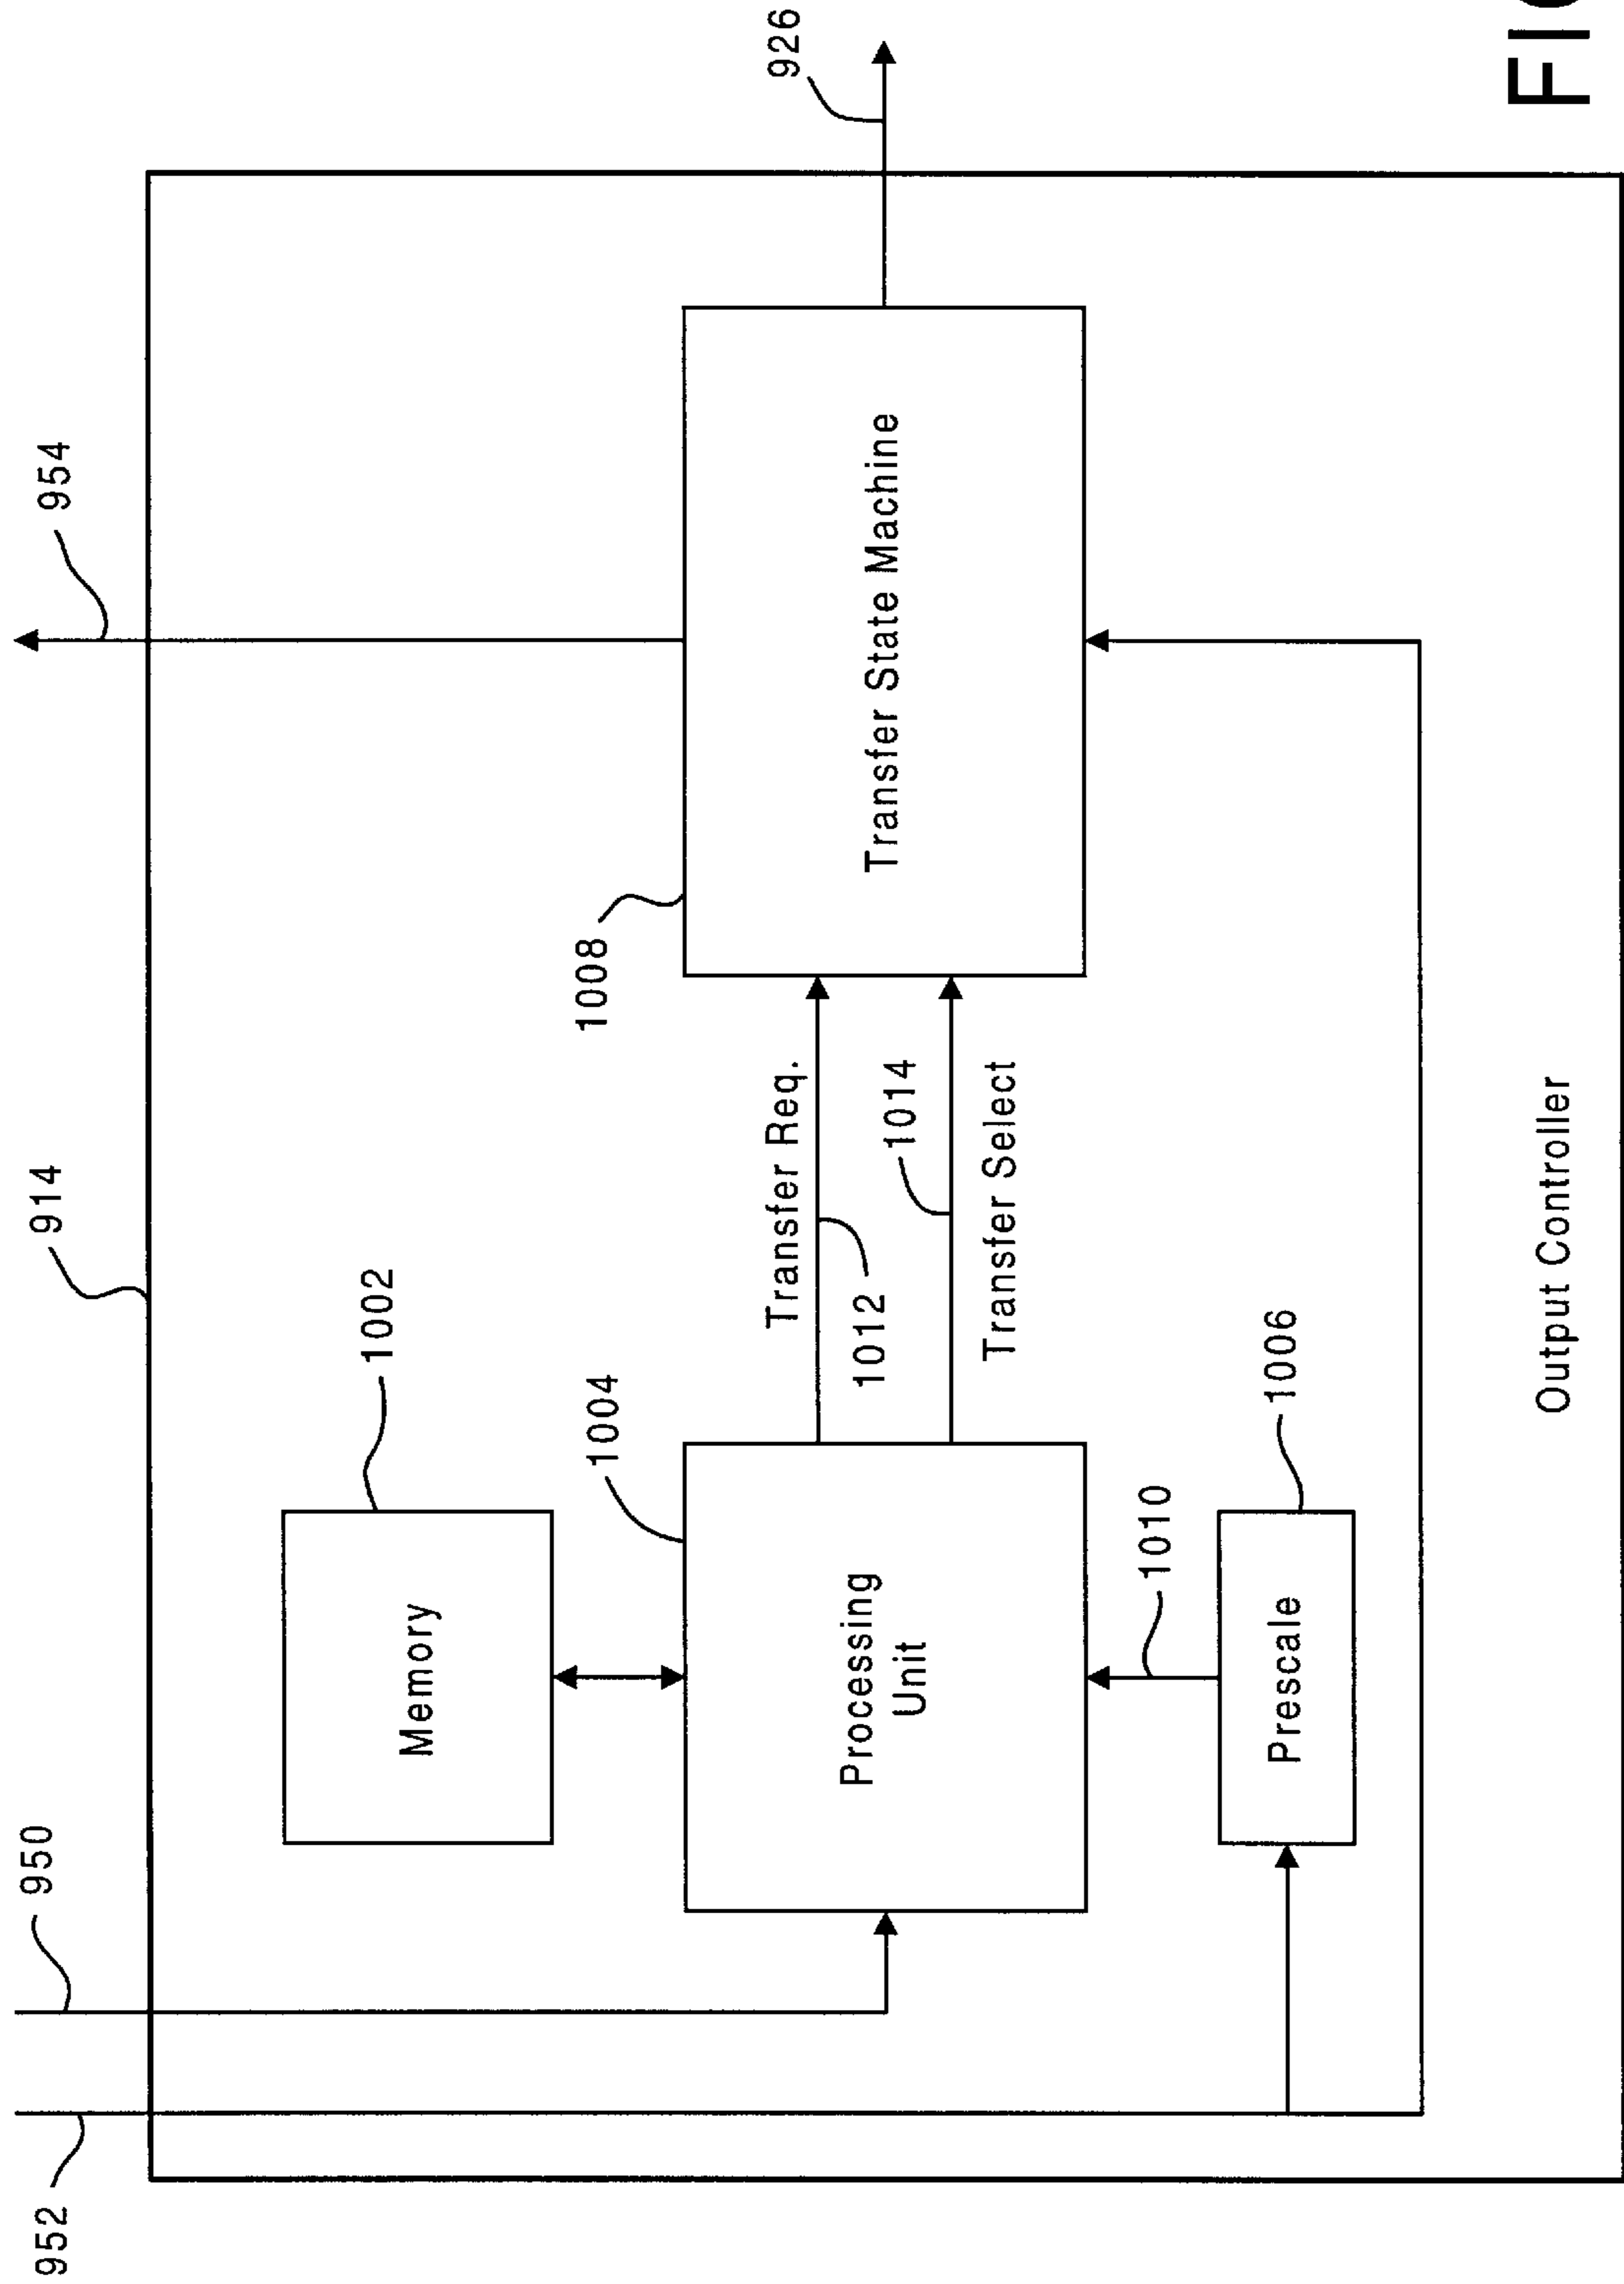 952
950
914
954
1002
Memory
1004
1008
926
Transfer Req.
Processing
Unit
1012
1014
Transfer State Machine
Transfer Select
1010
1006
Prescale
Output Controller